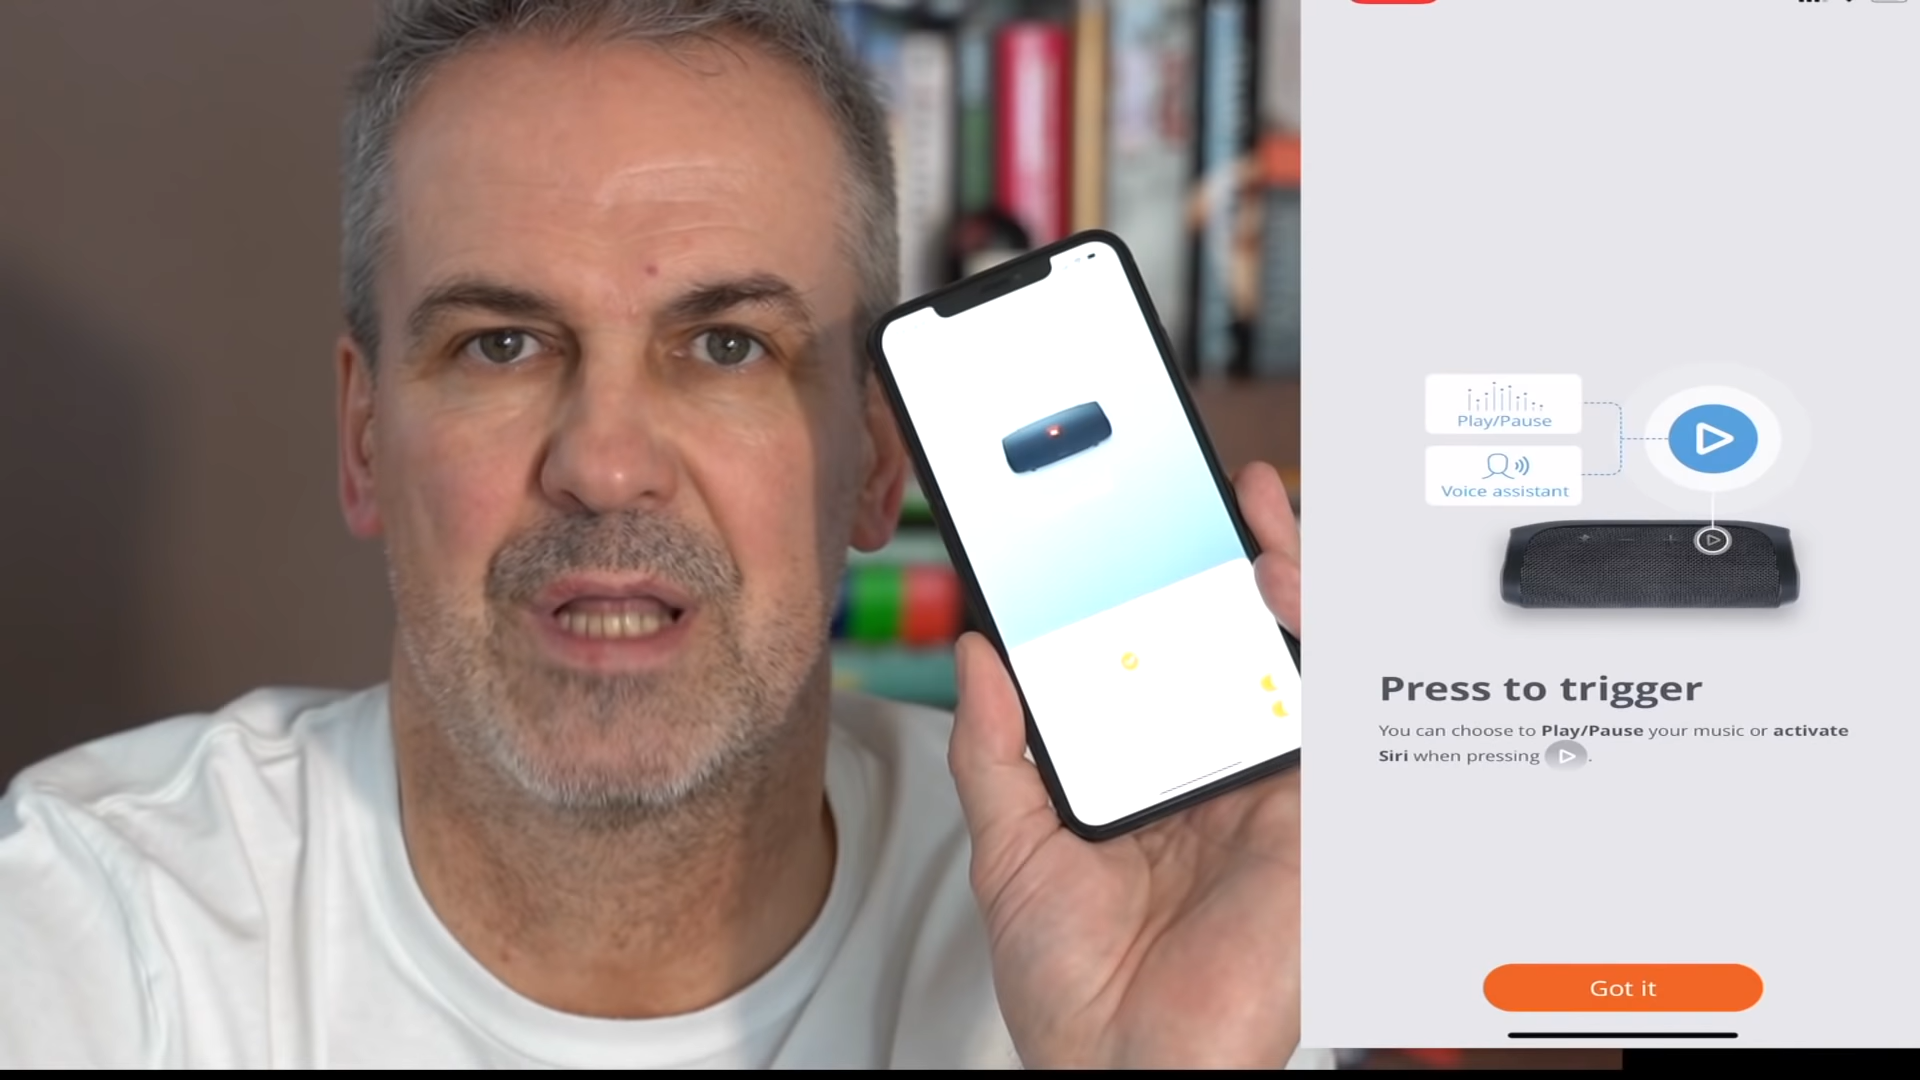 Play/Pause
Voice assistant
Press to trigger
You can choose to Play/Pause your music or activate
Siri when pressing .
Got it